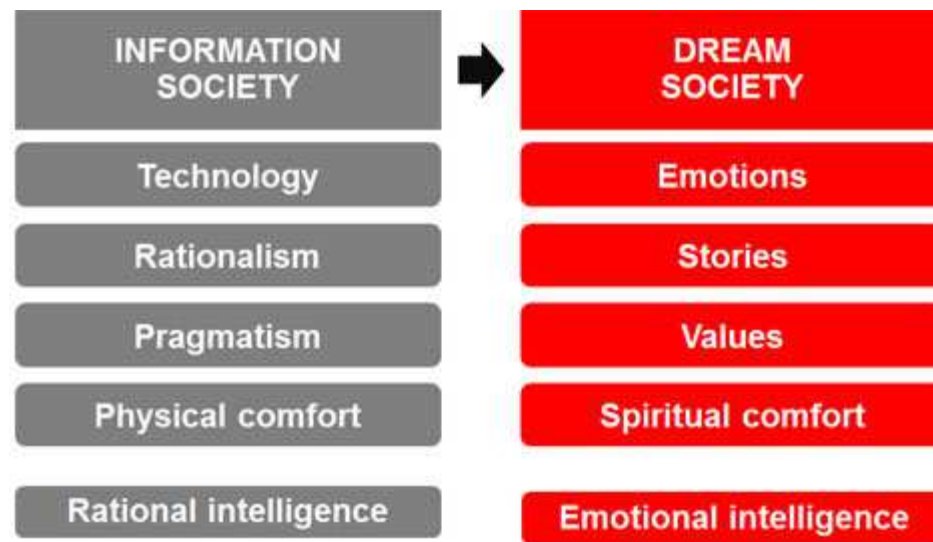 INFORMATION
SOCIETY
DREAM
SOCIETY
Technology
Emotions
Rationalism
Stories
Pragmatism
Values
Physical comfort
Spiritual comfort
Rational intelligence
Emotional intelligence